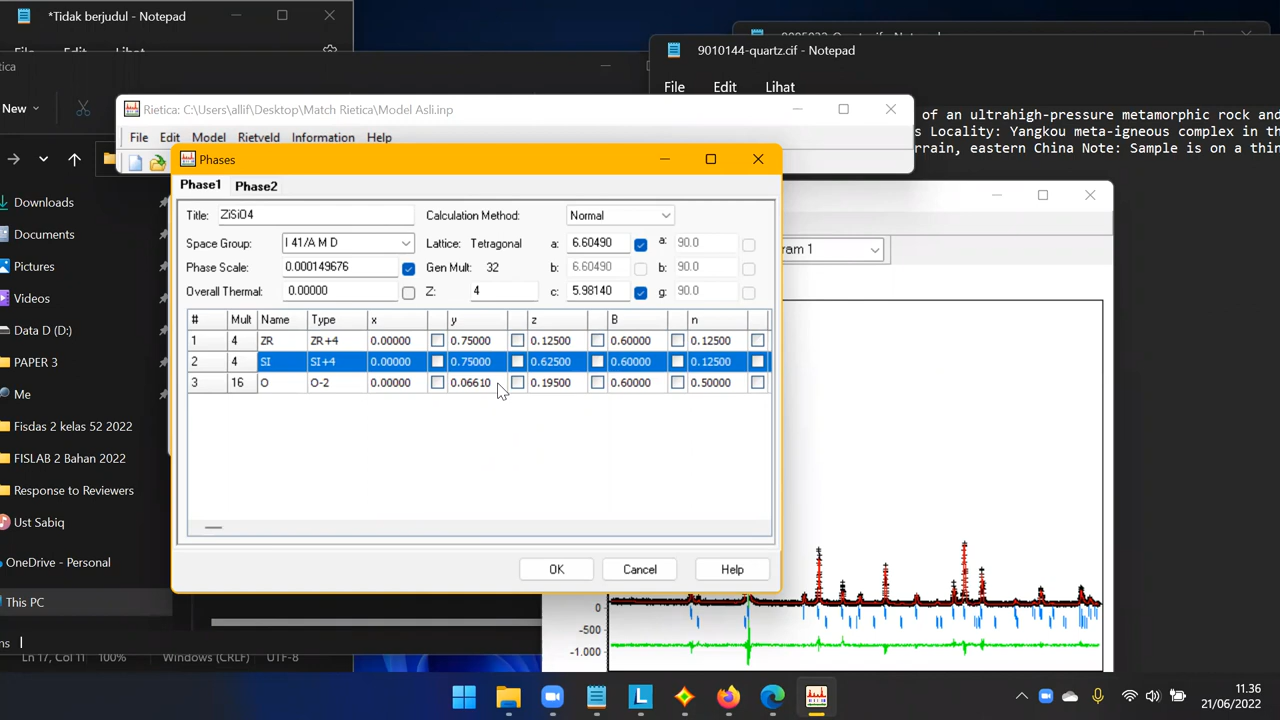 *Tidak berjudul - Notepad
File Edit Lihat
9010144-quartz.cif - Notepad
File Edit Lihat
of an ultrahigh-pressure metamorphic rock and
s Locality: Yangkou meta-igneous complex in th
rrain, eastern China Note: Sample is on a thin
New
Rietica: C:\Users\allif\Desktop\Match Rietica\Model Asli.inp
File Edit Model Rietveld Information Help
Phases
Phase1 Phase2
Title: ZiSiO4 Calculation Method: Normal
Space Group: I 41/A M D Lattice: Tetragonal a: 6.60490 a: 90.0
Phase Scale: 0.000149676 Gen Mult: 32 b: 6.60490 b: 90.0
Overall Thermal: 0.00000 Z: 4 c: 5.98140 g: 90.0
# Mult Name Type x y z B n
1 4 ZR ZR+4 0.00000 0.75000 0.12500 0.60000 0.12500
2 4 SI SI+4 0.00000 0.75000 0.62500 0.60000 0.12500
3 16 O O-2 0.00000 0.06610 0.19500 0.60000 0.50000
OK Cancel Help
ram 1
0
-500
-1.000
Downloads
Documents
Pictures
Videos
Data D (D:)
PAPER 3
Me
Fisdas 2 kelas 52 2022
FISLAB 2 Bahan 2022
Response to Reviewers
Ust Sabiq
OneDrive - Personal
This PC
ms
Ln 17, Col 11 100% Windows (CRLF) UTF-8
11.36
21/06/2022